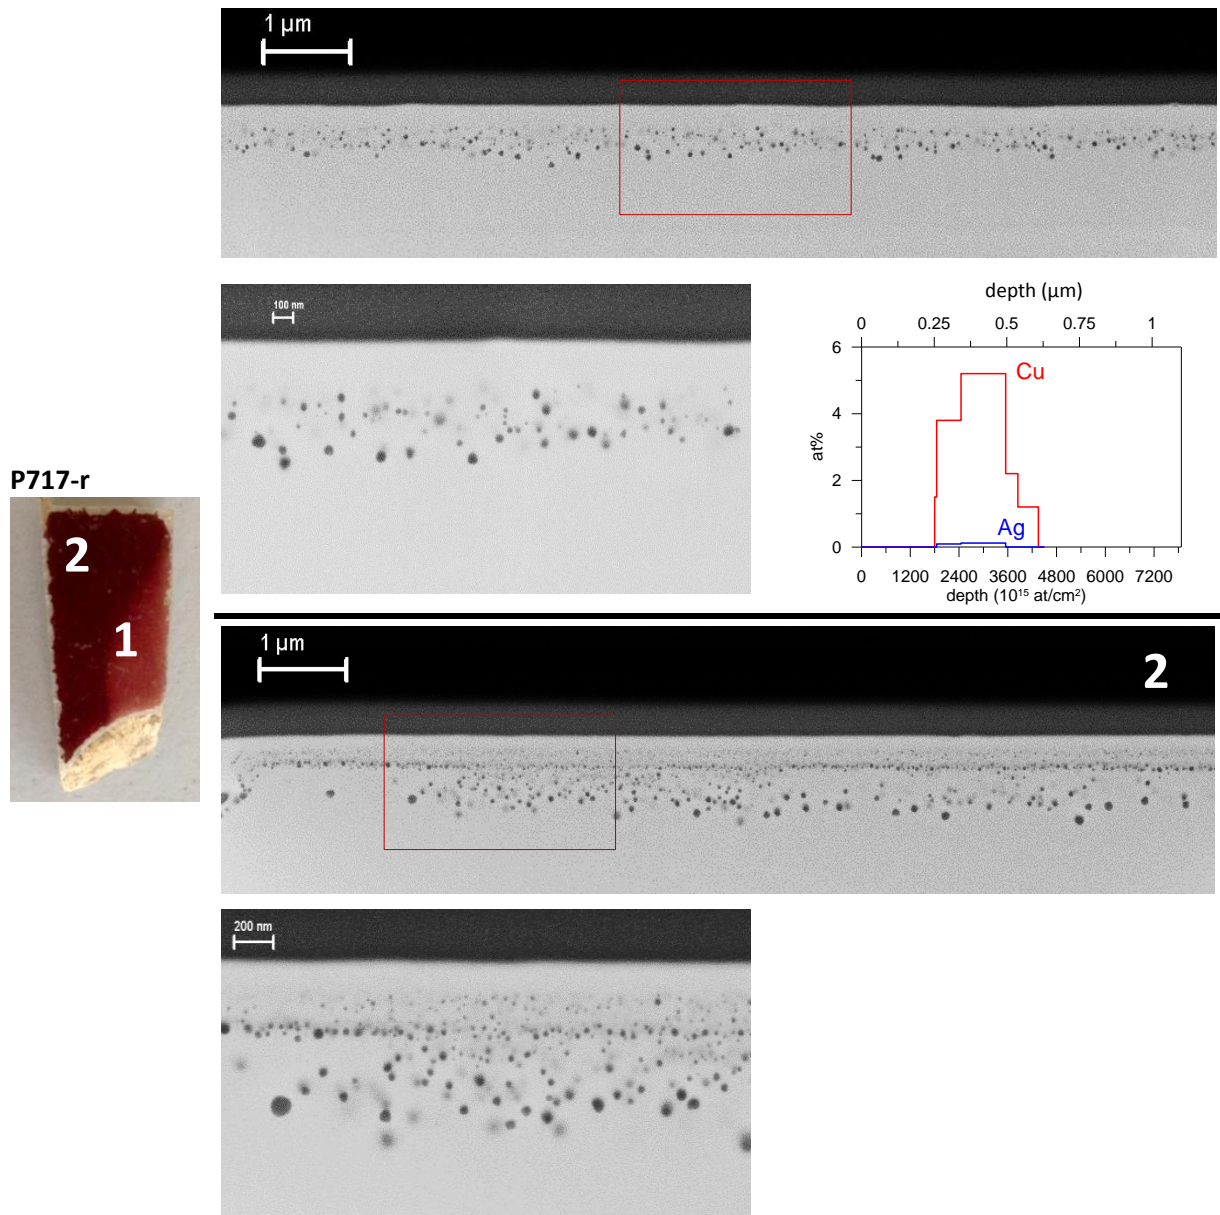 1 µm
100 nm
depth (µm)
0 0.25 0.5 0.75 1
6
4
2
0
at%
Cu
Ag
0 1200 2400 3600 4800 6000 7200
depth (10¹⁵ at/cm²)
P717-r
2
1
1 µm
2
200 nm